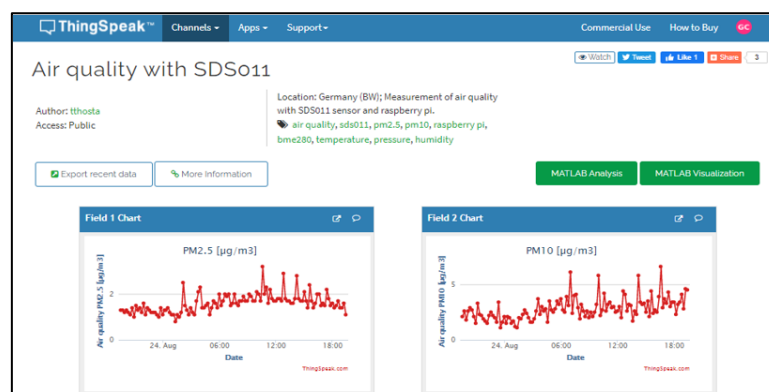 ThingSpeak™ Channels Apps Support Commercial Use How to Buy GC
Air quality with SDS011
Watch Tweet Like 1 Share 3
Author: tthosta
Access: Public
Location: Germany (BW); Measurement of air quality
with SDS011 sensor and raspberry pi.
air quality, sds011, pm2.5, pm10, raspberry pi,
bme280, temperature, pressure, humidity
Export recent data More Information MATLAB Analysis MATLAB Visualization
Field 1 Chart
PM2.5 [µg/m3]
Air quality PM2.5 [µg/m3]
2
0
24. Aug 06:00 12:00 18:00
Date
ThingSpeak.com
Field 2 Chart
PM10 [µg/m3]
Air quality PM10 [µg/m3]
5
0
24. Aug 06:00 12:00 18:00
Date
ThingSpeak.com